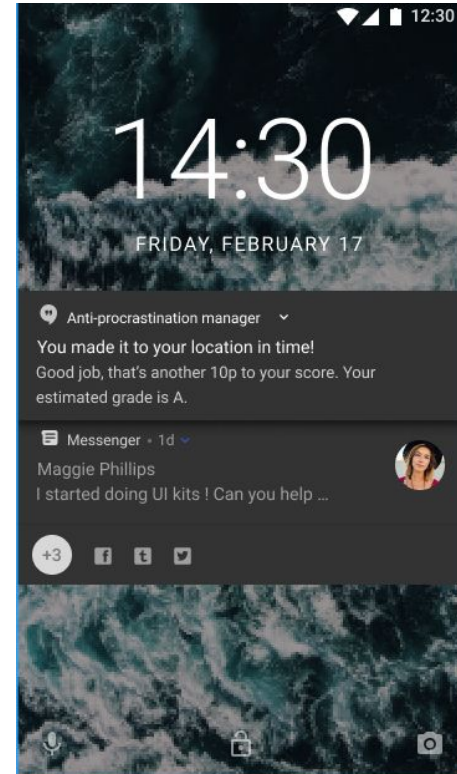 12:30
14:30
FRIDAY, FEBRUARY 17
Anti-procrastination manager
You made it to your location in time!
Good job, that's another 10p to your score. Your
estimated grade is A.
Messenger • 1d
Maggie Phillips
I started doing UI kits ! Can you help ...
+3